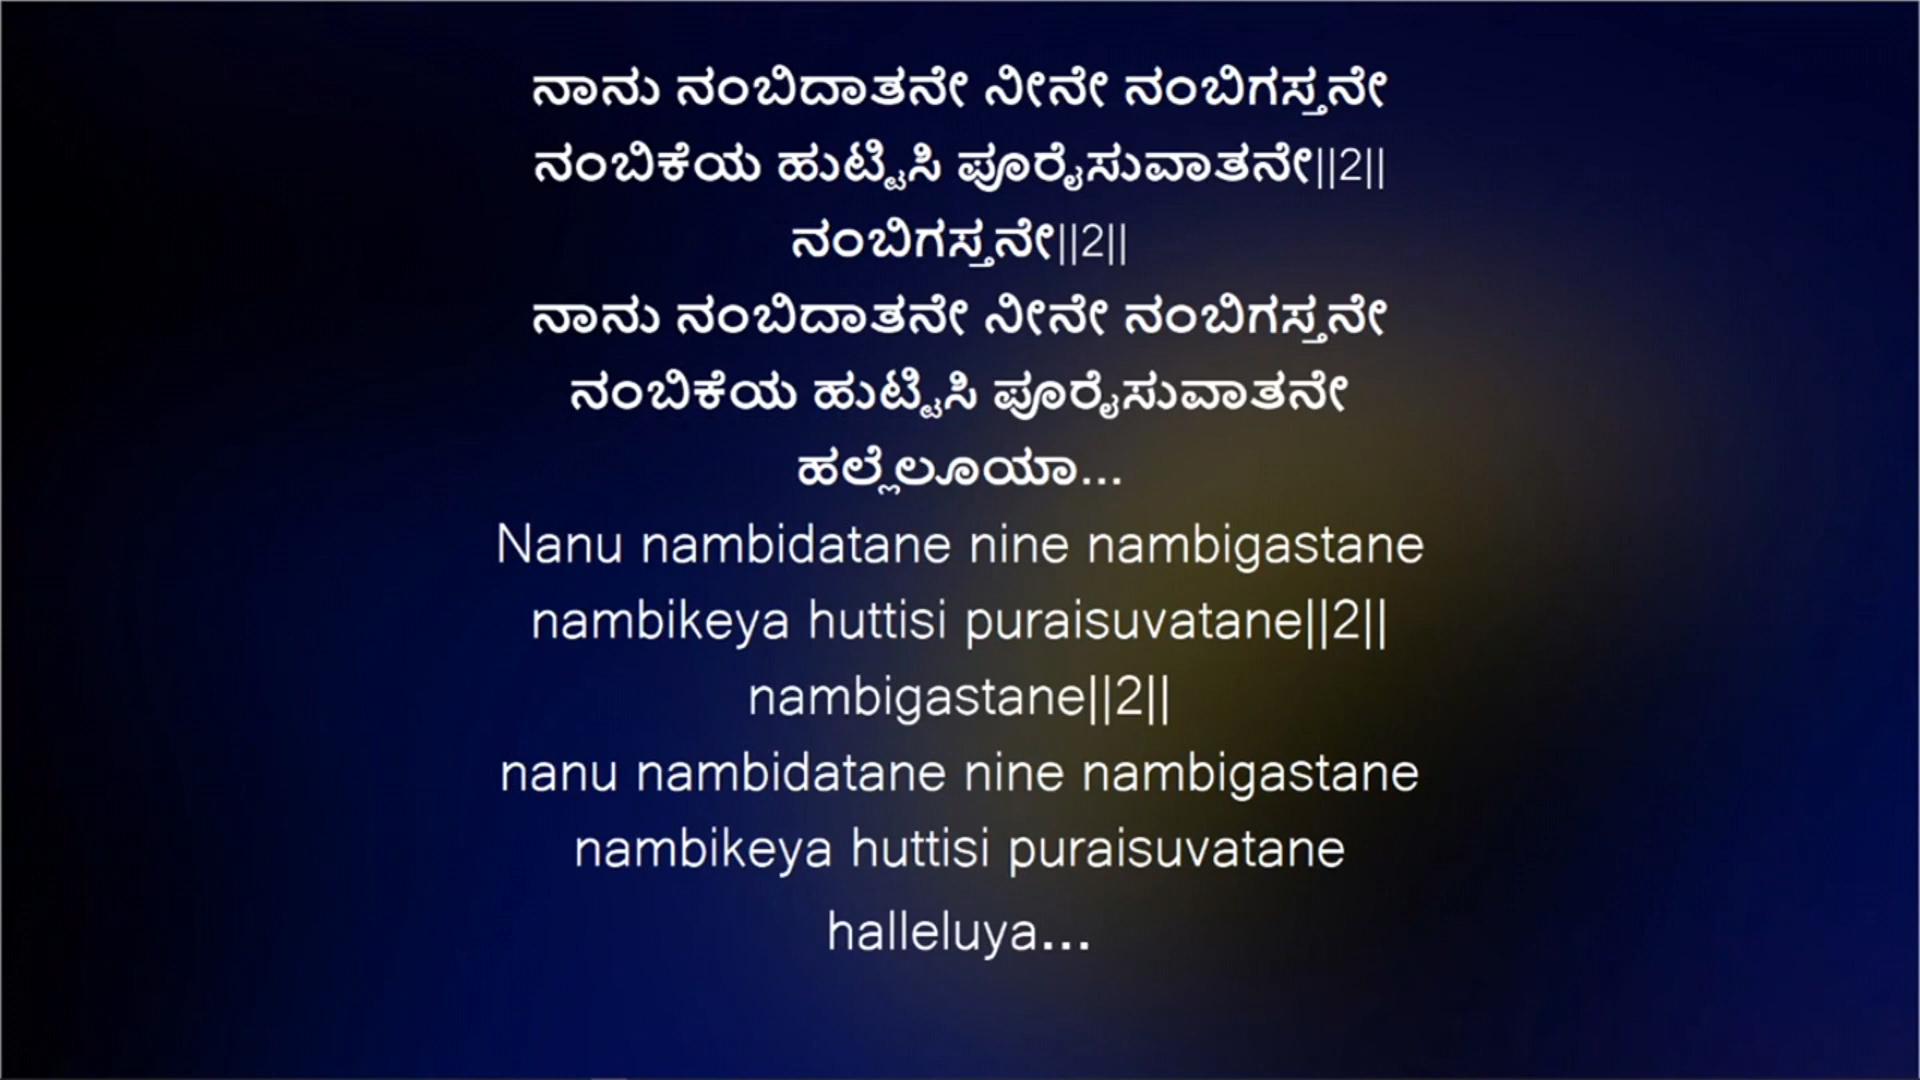 ನಾನು ನಂಬಿದಾತನೇ ನೀನೇ ನಂಬಿಗಸ್ತನೇ
ನಂಬಿಕೆಯ ಹುಟ್ಟಿಸಿ ಪೂರೈಸುವಾತನೇ||2||
ನಂಬಿಗಸ್ತನೇ||2||
ನಾನು ನಂಬಿದಾತನೇ ನೀನೇ ನಂಬಿಗಸ್ತನೇ
ನಂಬಿಕೆಯ ಹುಟ್ಟಿಸಿ ಪೂರೈಸುವಾತನೇ
ಹಲ್ಲೆಲೂಯಾ...
Nanu nambidatane nine nambigastane
nambikeya huttisi puraisuvatane||2||
nambigastane||2||
nanu nambidatane nine nambigastane
nambikeya huttisi puraisuvatane
halleluya...